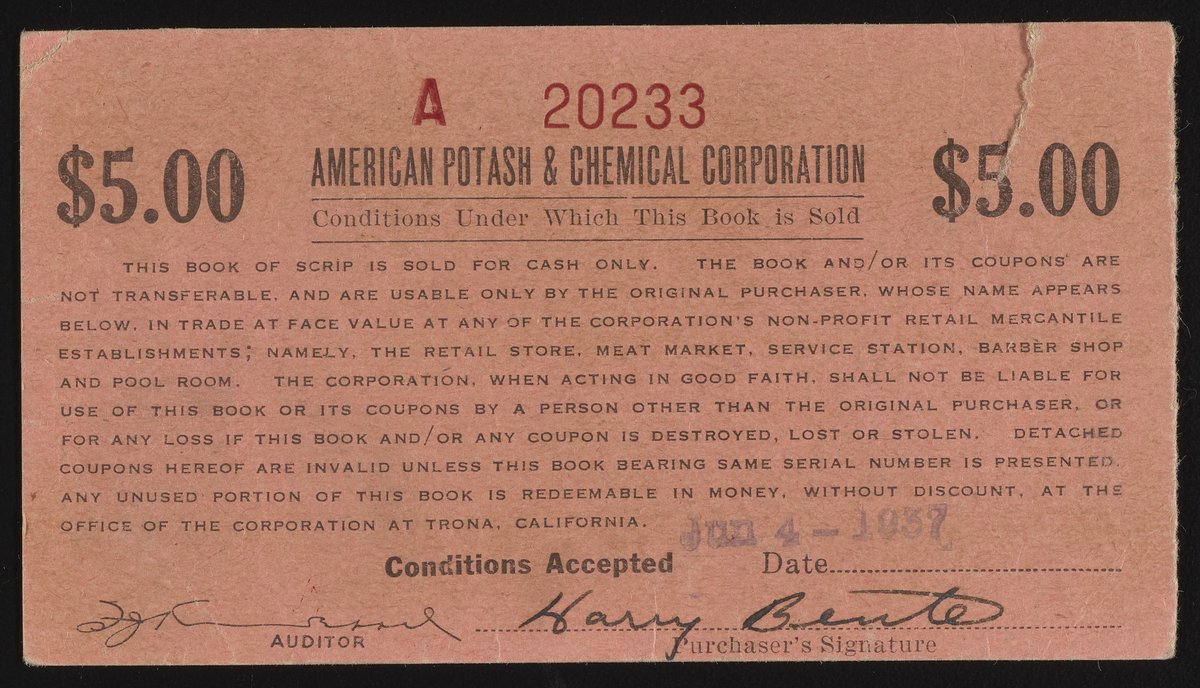 A 20233
$5.00 AMERICAN POTASH & CHEMICAL CORPORATION $5.00
Conditions Under Which This Book is Sold
THIS BOOK OF SCRIP IS SOLD FOR CASH ONLY. THE BOOK AND/OR ITS COUPONS ARE
NOT TRANSFERABLE, AND ARE USABLE ONLY BY THE ORIGINAL PURCHASER, WHOSE NAME APPEARS
BELOW, IN TRADE AT FACE VALUE AT ANY OF THE CORPORATION'S NON-PROFIT RETAIL MERCANTILE
ESTABLISHMENTS; NAMELY, THE RETAIL STORE, MEAT MARKET, SERVICE STATION, BARBER SHOP
AND POOL ROOM. THE CORPORATION, WHEN ACTING IN GOOD FAITH, SHALL NOT BE LIABLE FOR
USE OF THIS BOOK OR ITS COUPONS BY A PERSON OTHER THAN THE ORIGINAL PURCHASER, OR
FOR ANY LOSS IF THIS BOOK AND/OR ANY COUPON IS DESTROYED, LOST OR STOLEN. DETACHED
COUPONS HEREOF ARE INVALID UNLESS THIS BOOK BEARING SAME SERIAL NUMBER IS PRESENTED.
ANY UNUSED PORTION OF THIS BOOK IS REDEEMABLE IN MONEY, WITHOUT DISCOUNT, AT THE
OFFICE OF THE CORPORATION AT TRONA, CALIFORNIA.
4 - 1937
Conditions Accepted Date
Harry Bente
AUDITOR Purchaser's Signature